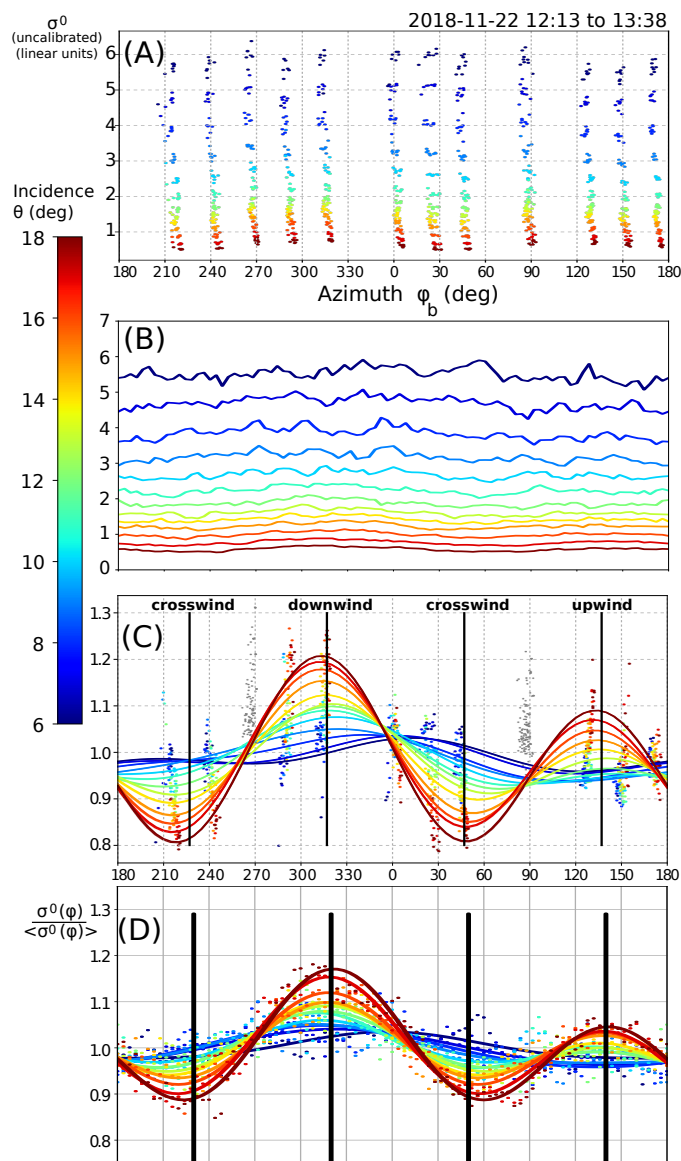 σ⁰
(uncalibrated)
(linear units)
2018-11-22 12:13 to 13:38
(A)
6
5
4
3
2
1
180 210 240 270 300 330 0 30 60 90 120 150 180
Azimuth φ_b (deg)
Incidence
θ (deg)
18
16
14
12
10
8
6
(B)
7
6
5
4
3
2
1
0
(C)
crosswind downwind crosswind upwind
1.3
1.2
1.1
1.0
0.9
0.8
180 210 240 270 300 330 0 30 60 90 120 150 180
σ⁰(φ)
<σ⁰(φ)>
(D)
1.3
1.2
1.1
1.0
0.9
0.8